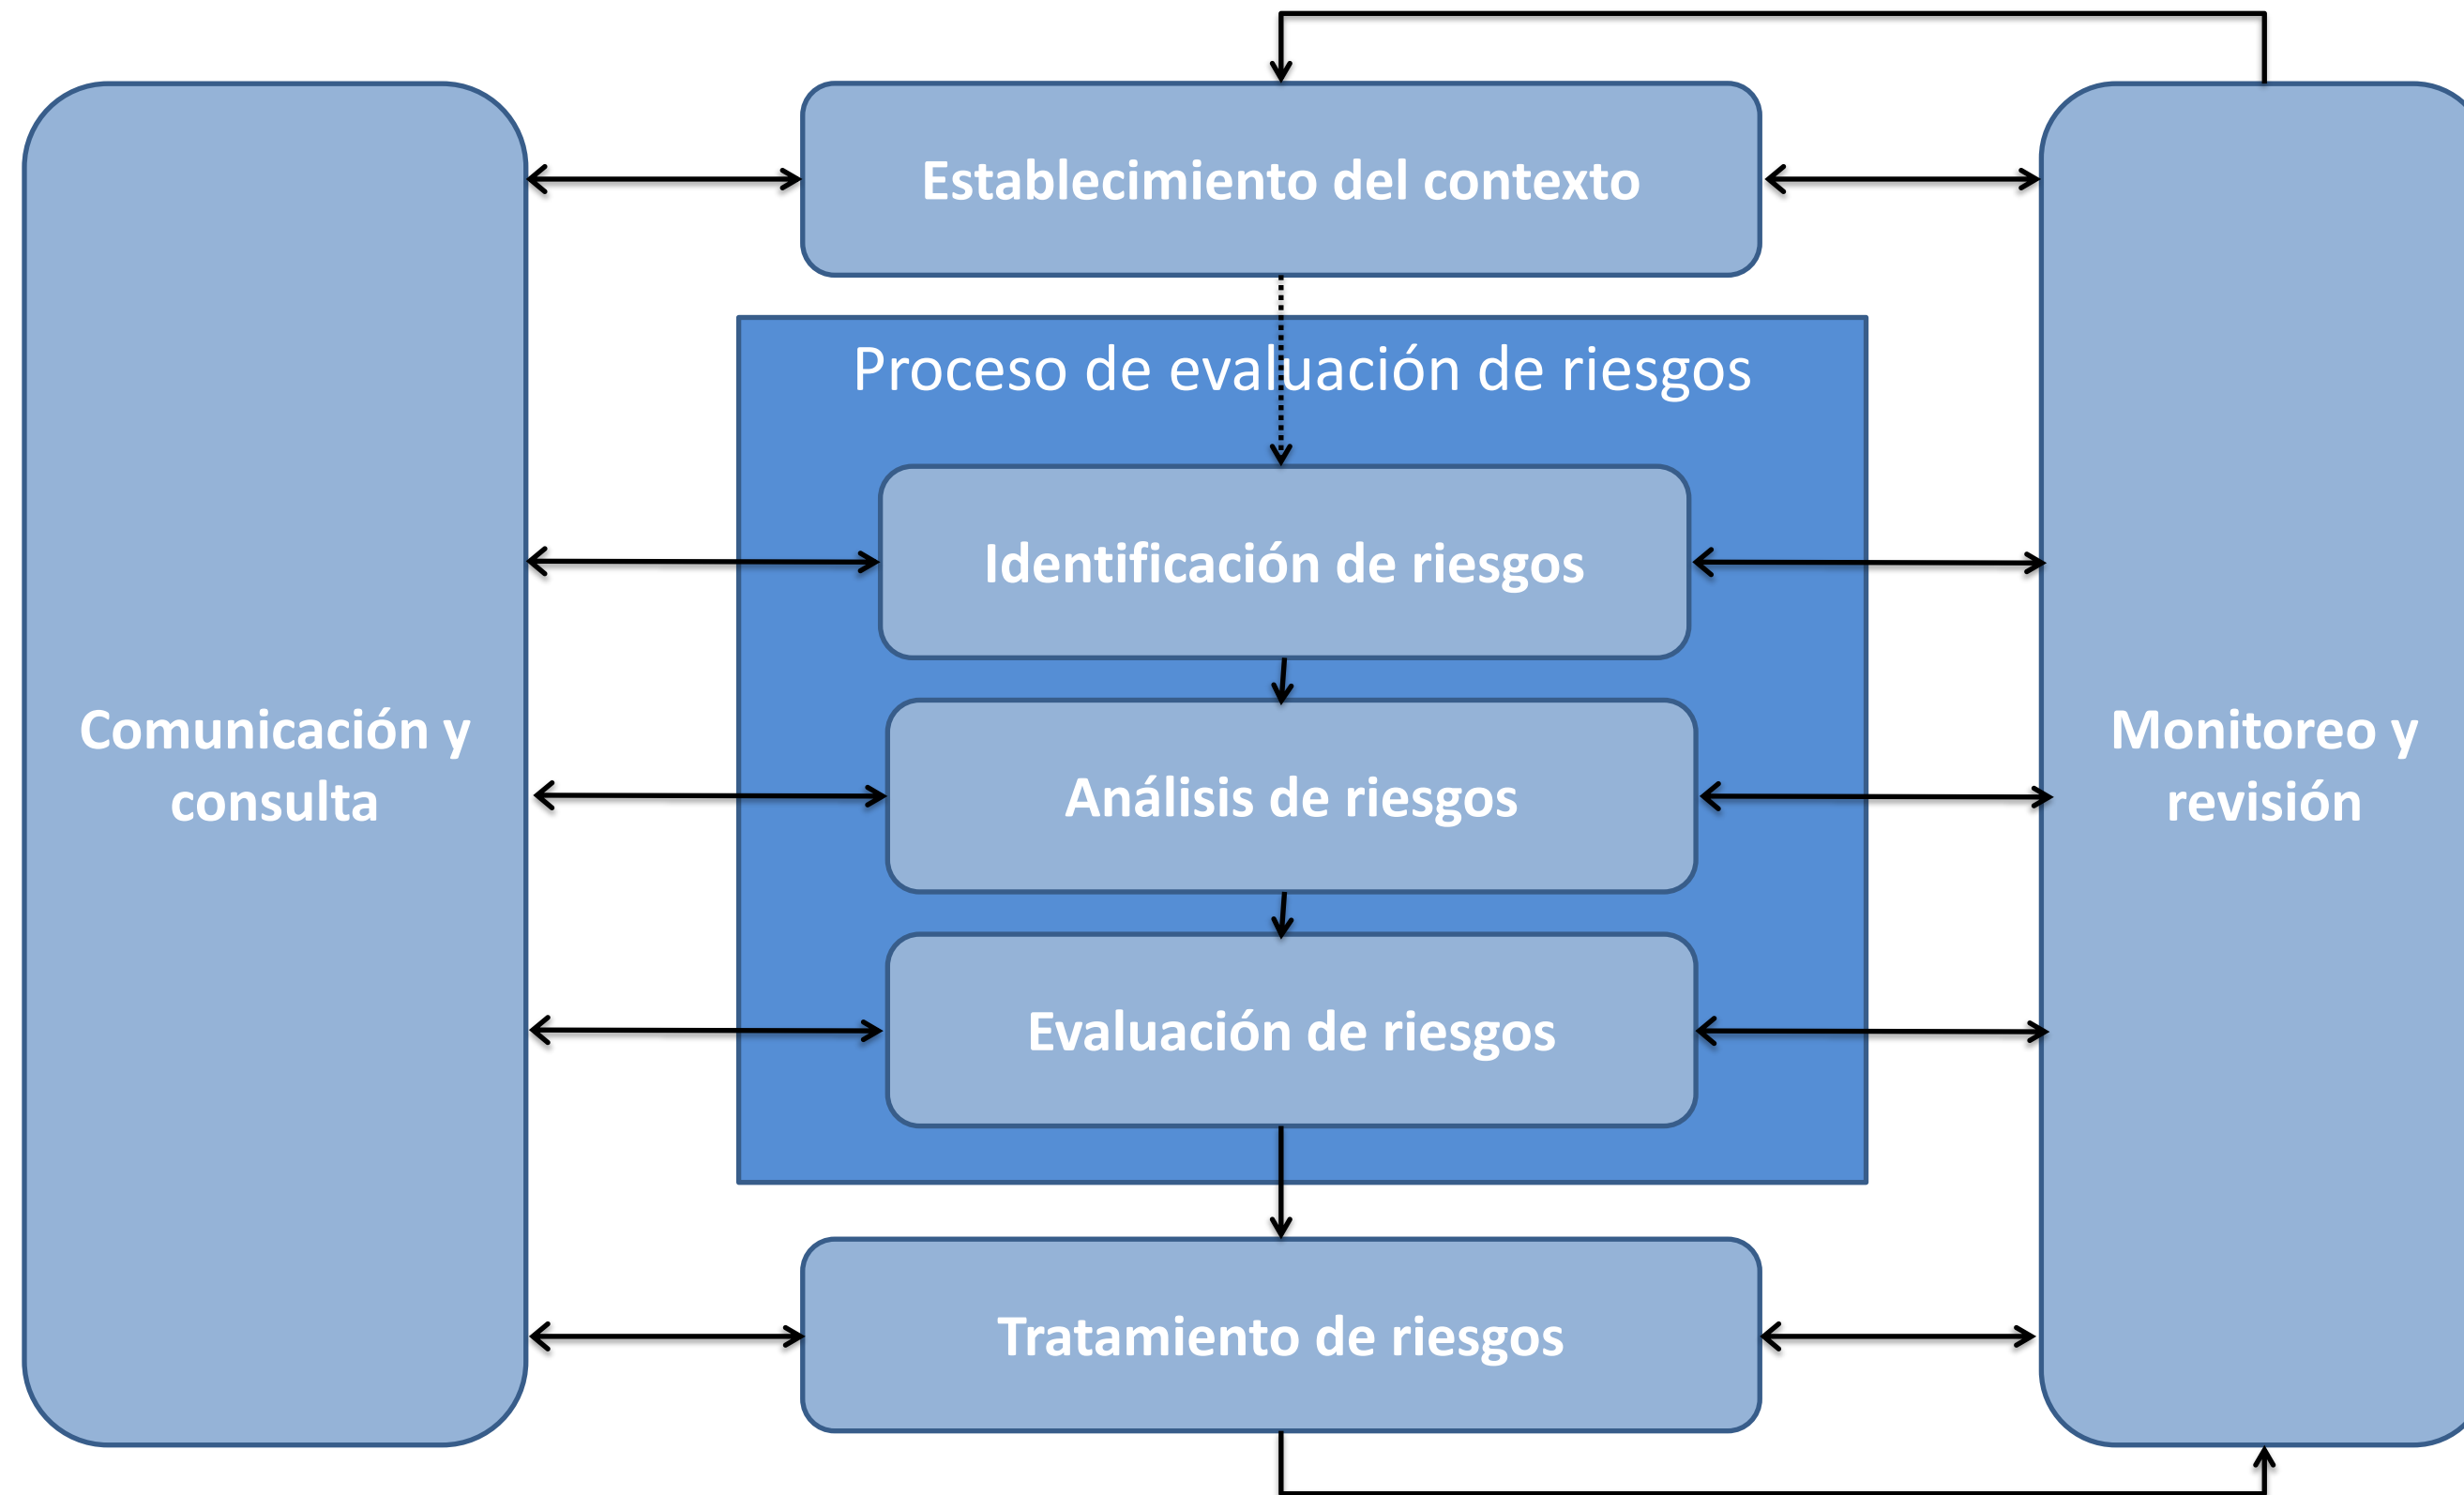 Establecimiento del contexto
Proceso de evaluación de riesgos
Identificación de riesgos
Comunicación y
consulta
Análisis de riesgos
Monitoreo y
revisión
Evaluación de riesgos
Tratamiento de riesgos